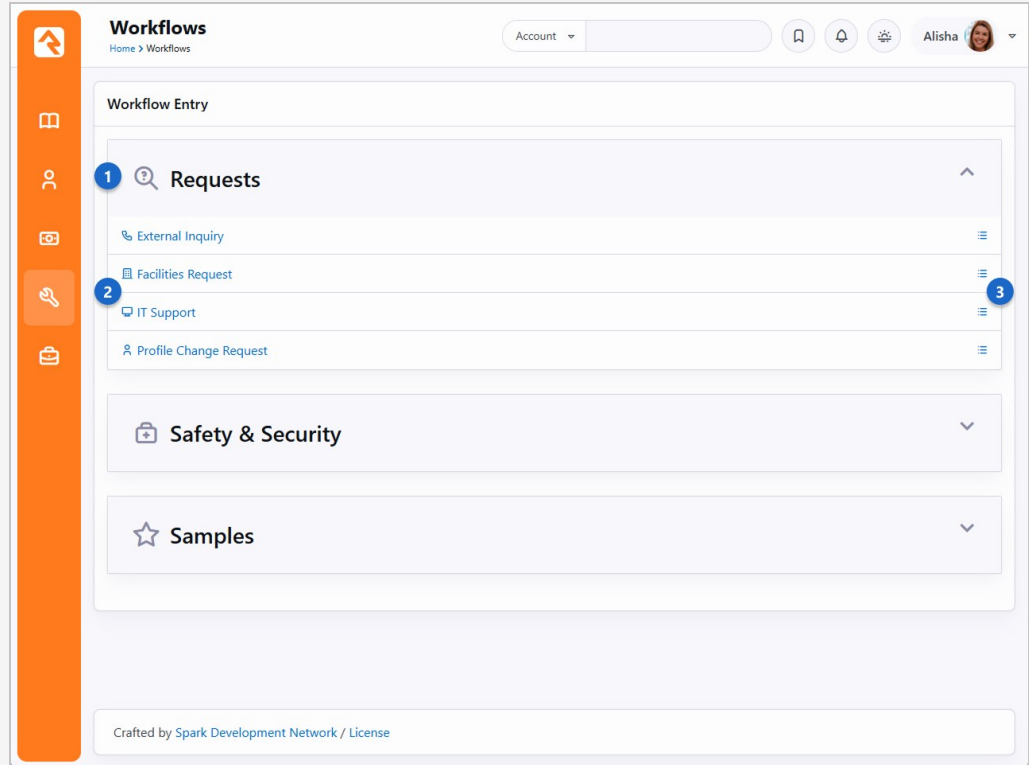 Workflows
Home > Workflows
Account
Alisha
Workflow Entry
1
Requests
External Inquiry
Facilities Request
2
3
IT Support
Profile Change Request
Safety & Security
Samples
Crafted by Spark Development Network / License